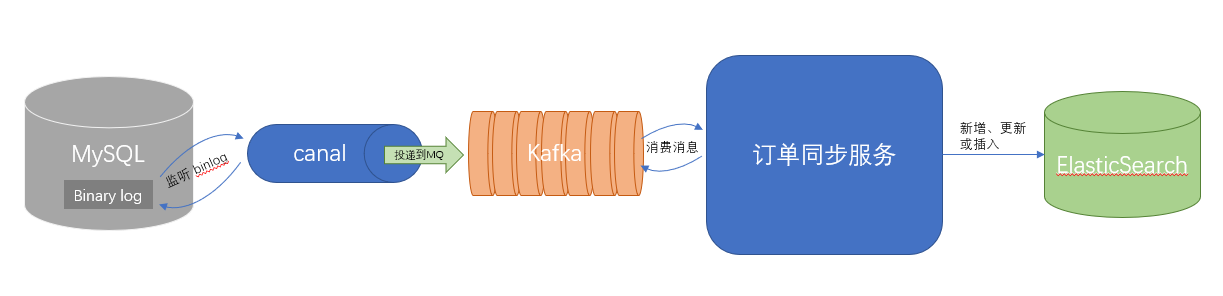 MySQL
Binary log
监听 binlog
canal
投递到MQ
Kafka
消费消息
订单同步服务
新增、更新
或插入
ElasticSearch